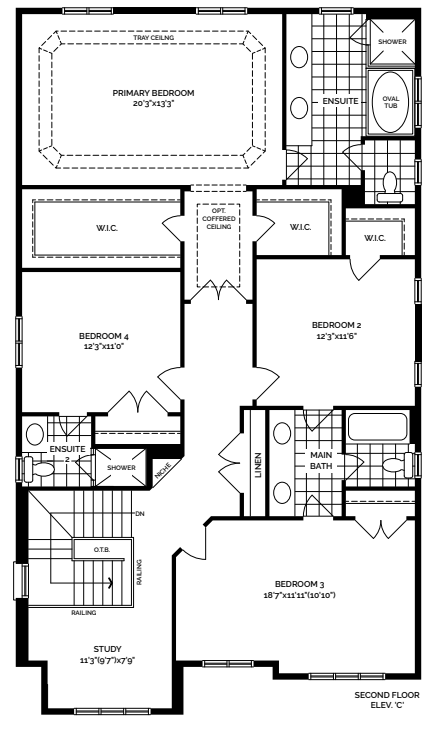 TRAY CEILNG
PRIMARY BEDROOM
20'3"x13'3"
SHOWER
ENSUITE
OVAL
TUB
OPT.
COFFERED
CEILING
W.I.C.
W.I.C.
W.I.C.
BEDROOM 4
12'3"x11'0"
BEDROOM 2
12'3"x11'6"
ENSUITE
2
SHOWER
NICHE
LINEN
MAIN
BATH
DN
O.T.B.
RAILING
RAILING
BEDROOM 3
18'7"x11'11"(10'10")
STUDY
11'3"(9'7")x7'9"
SECOND FLOOR
ELEV. 'C'